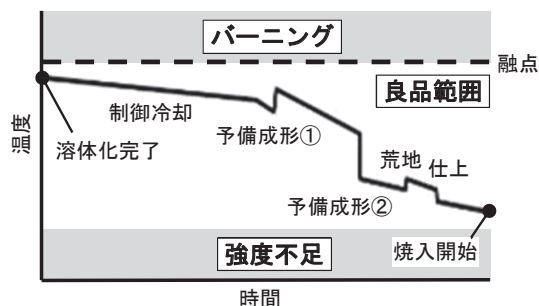 バーニング
融点
良品範囲
制御冷却
予備成形①
溶体化完了
荒地
仕上
予備成形②
強度不足
焼入開始
温度
時間